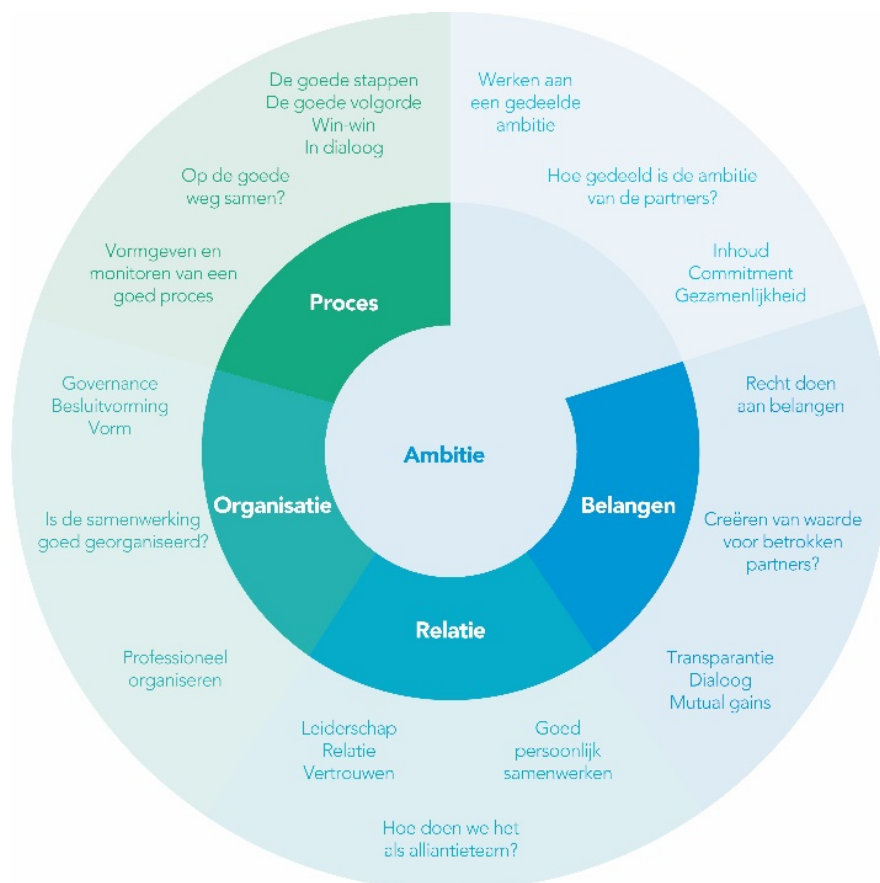 De goede stappen
De goede volgorde
Win-win
In dialoog
Op de goede
weg samen?
Vormgeven en
monitoren van een
goed proces
Proces
Werken aan
een gedeelde
ambitie
Hoe gedeeld is de ambitie
van de partners?
Inhoud
Commitment
Gezamenlijkheid
Ambitie
Recht doen
aan belangen
Creëren van waarde
voor betrokken
partners?
Transparantie
Dialoog
Mutual gains
Belangen
Relatie
Goed
persoonlijk
samenwerken
Hoe doen we het
als alliantieteam?
Leiderschap
Relatie
Vertrouwen
Organisatie
Governance
Besluitvorming
Vorm
Is de samenwerking
goed georganiseerd?
Professioneel
organiseren